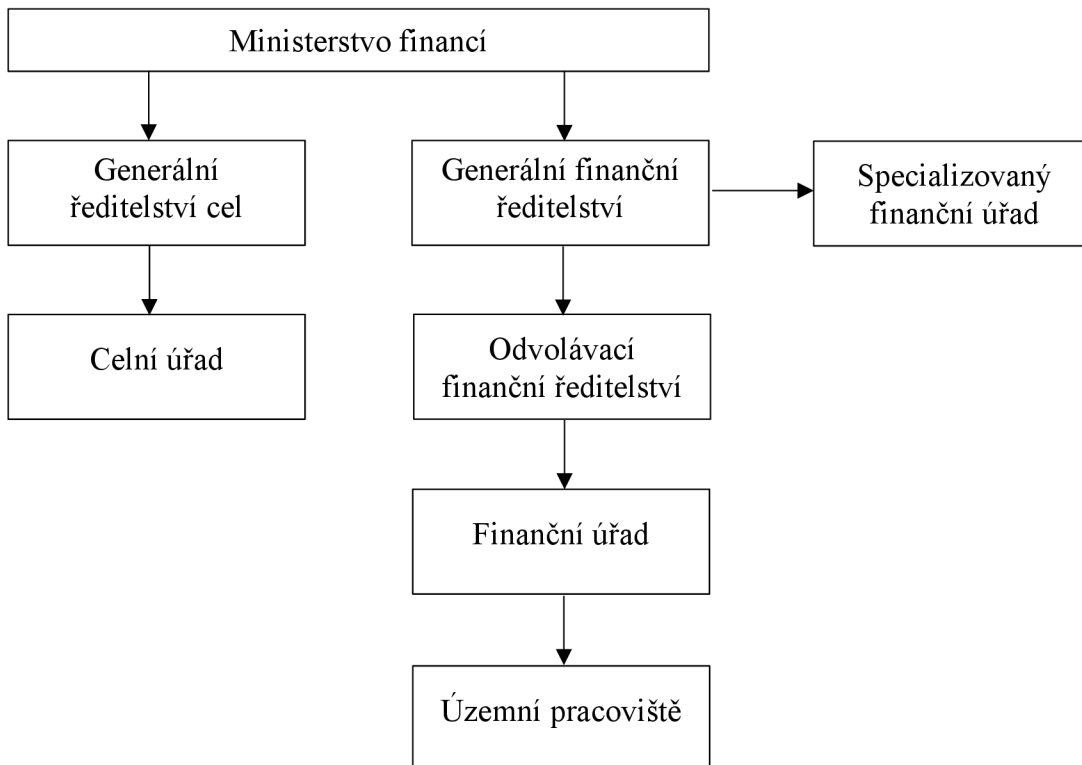 Ministerstvo financí
Generální
ředitelství cel
Generální finanční
ředitelství
Specializovaný
finanční úřad
Celní úřad
Odvolávací
finanční ředitelství
Finanční úřad
Územní pracoviště